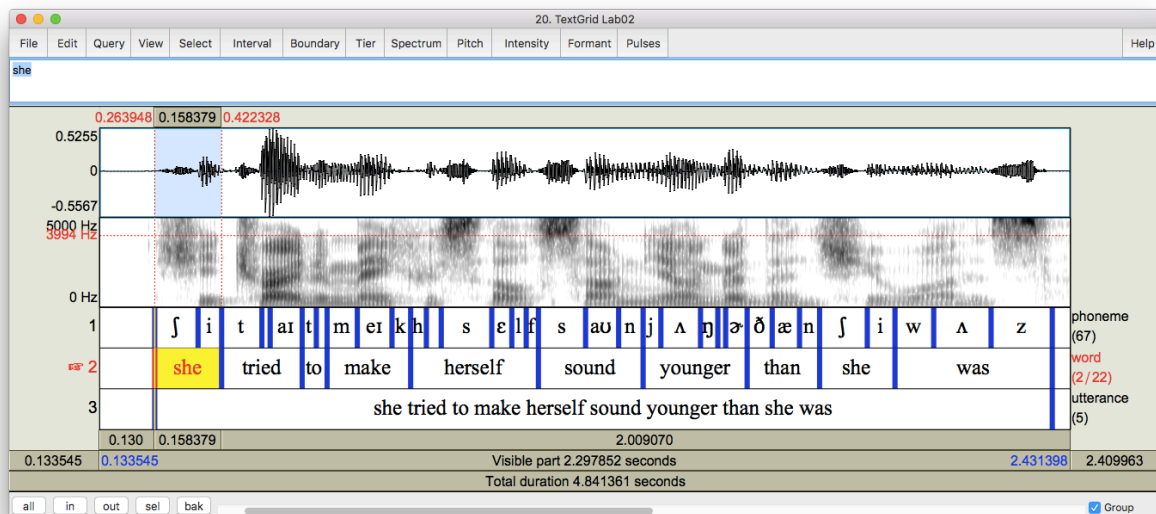 20. TextGrid Lab02
File Edit Query View Select Interval Boundary Tier Spectrum Pitch Intensity Formant Pulses Help
she
0.263948 0.158379 0.422328
0.5255
0
-0.5567
5000 Hz
3994 Hz
0 Hz
1 ʃ i t aɪ t m eɪ k h s ɛ l f s aʊ n j ʌ ŋ ɚ ð æ n ʃ i w ʌ z phoneme
(67)
☞ 2 she tried to make herself sound younger than she was word
(2/22)
3 she tried to make herself sound younger than she was utterance
(5)
0.130 0.158379 2.009070
0.133545 0.133545 Visible part 2.297852 seconds 2.431398 2.409963
Total duration 4.841361 seconds
all in out sel bak Group